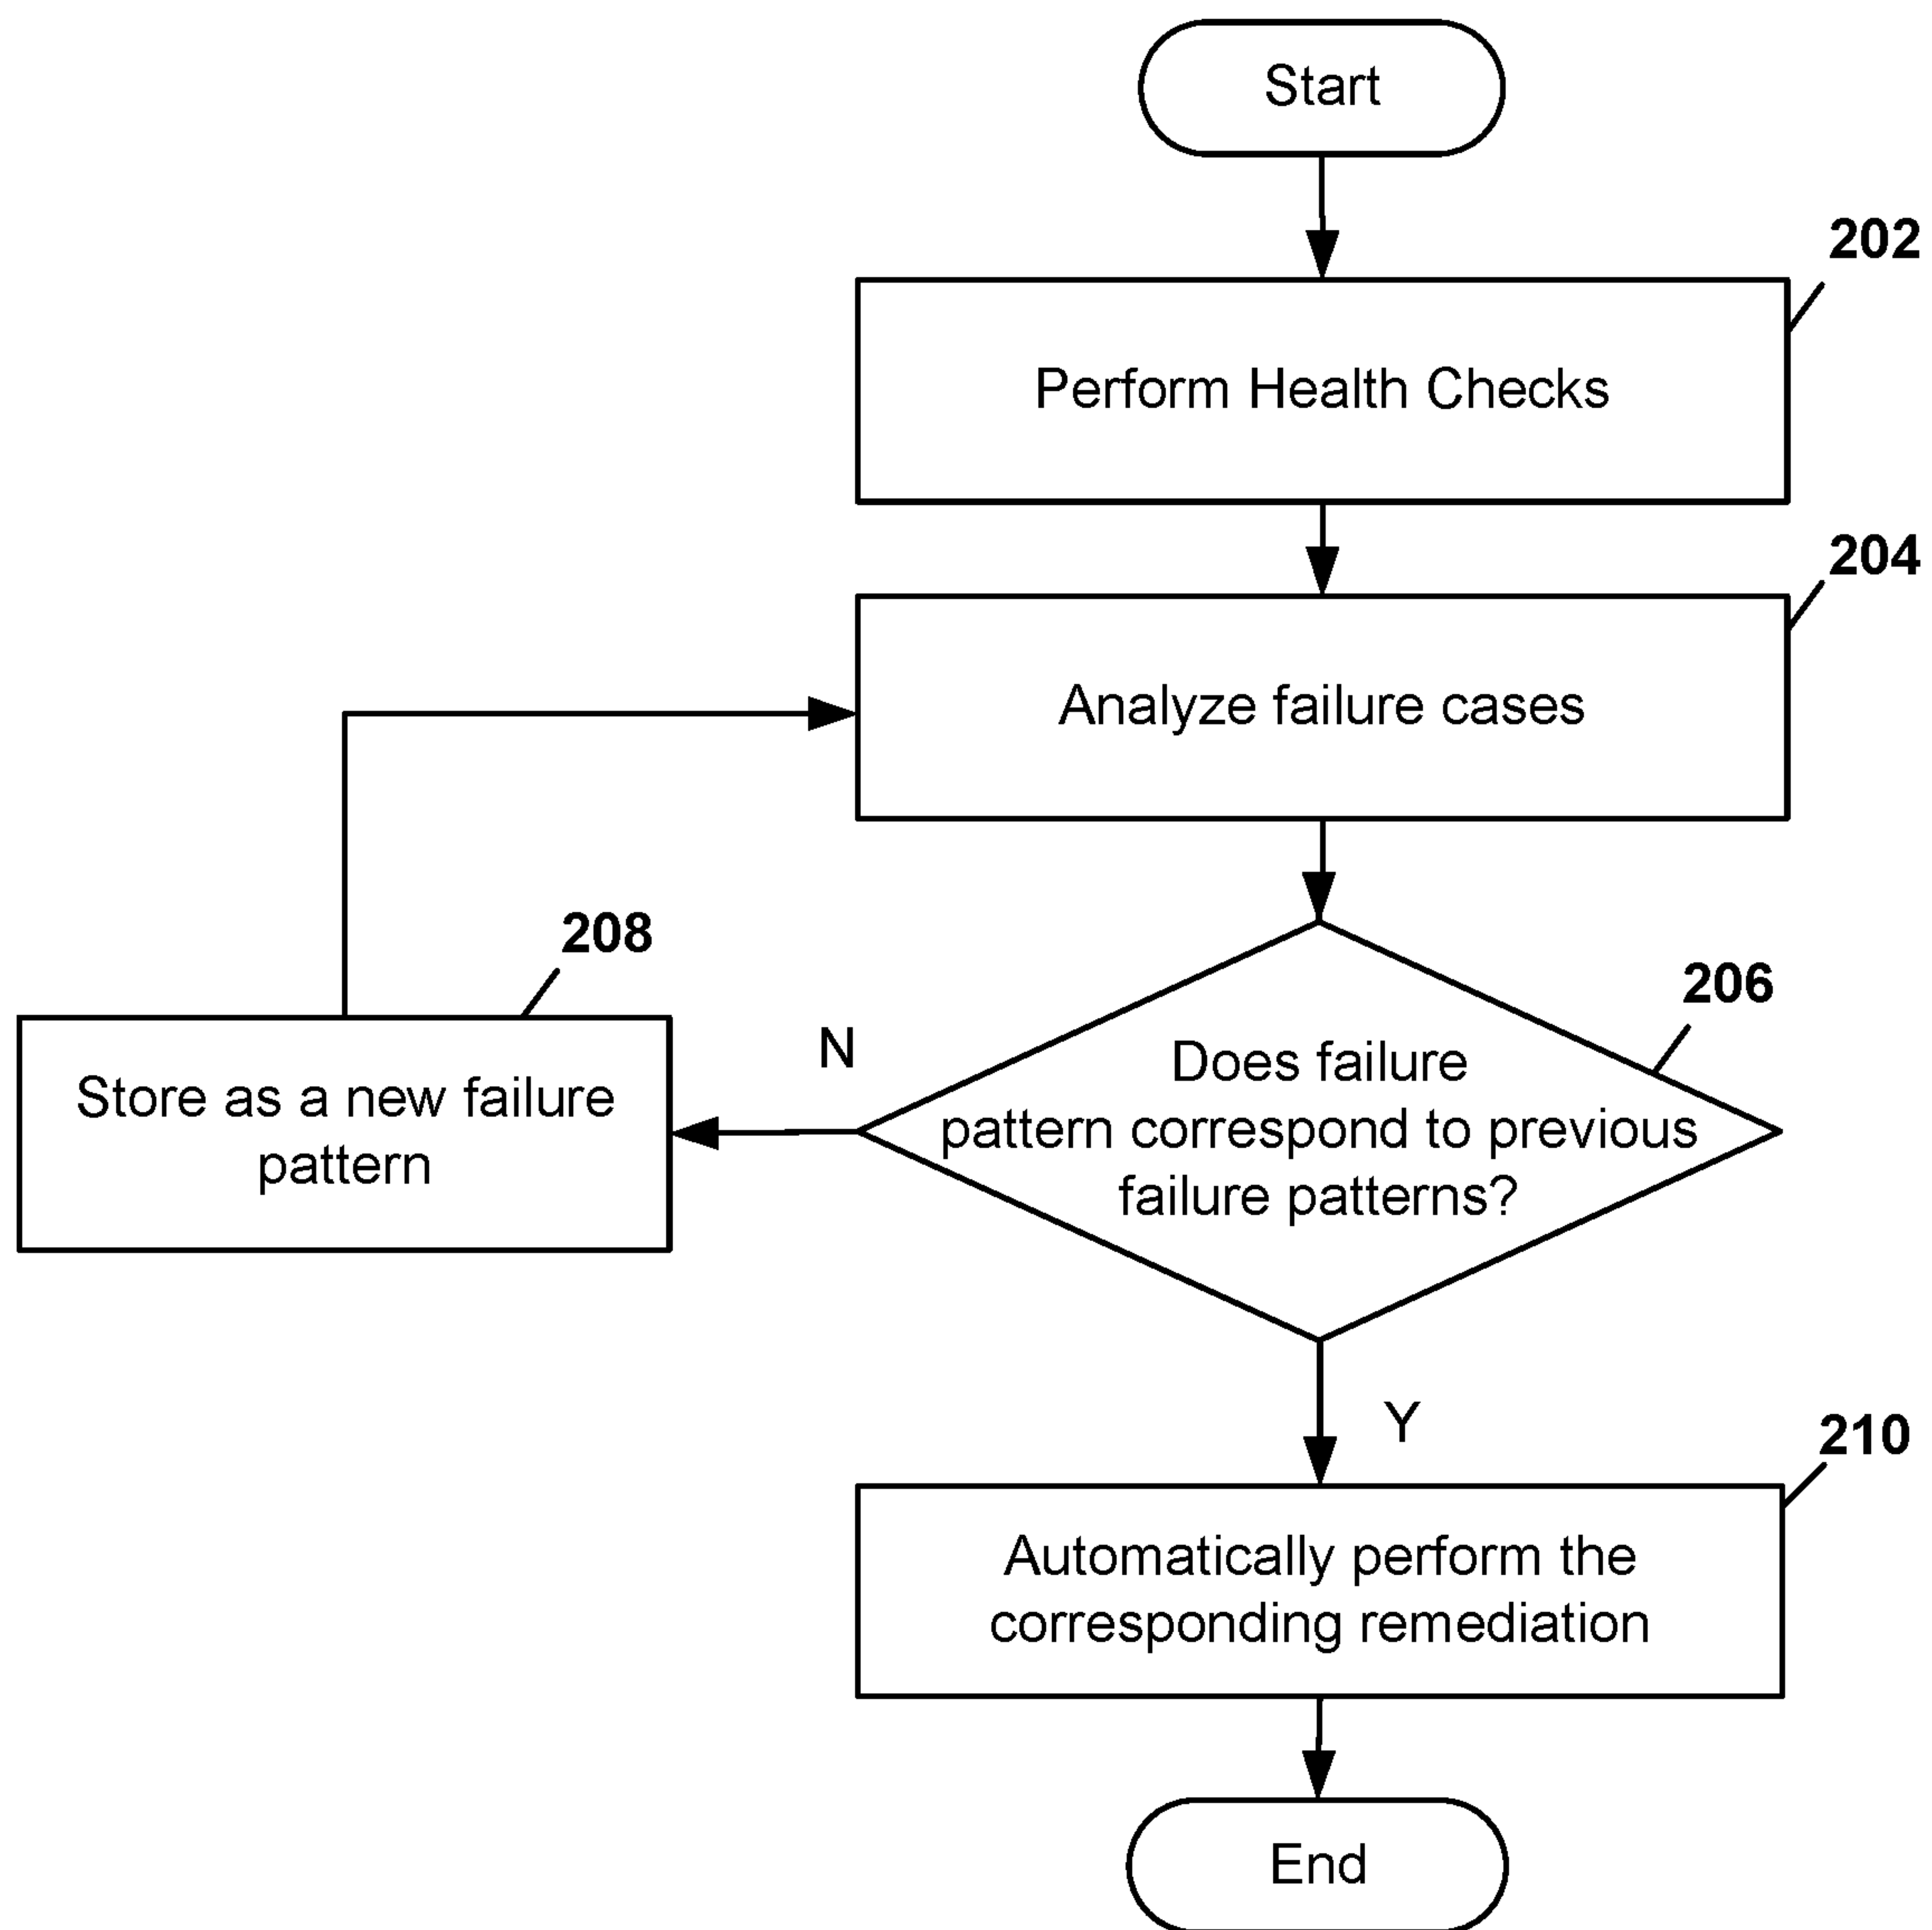 Start
202
Perform Health Checks
204
Analyze failure cases
208
Store as a new failure
pattern
N
206
Does failure
pattern correspond to previous
failure patterns?
Y
210
Automatically perform the
corresponding remediation
End